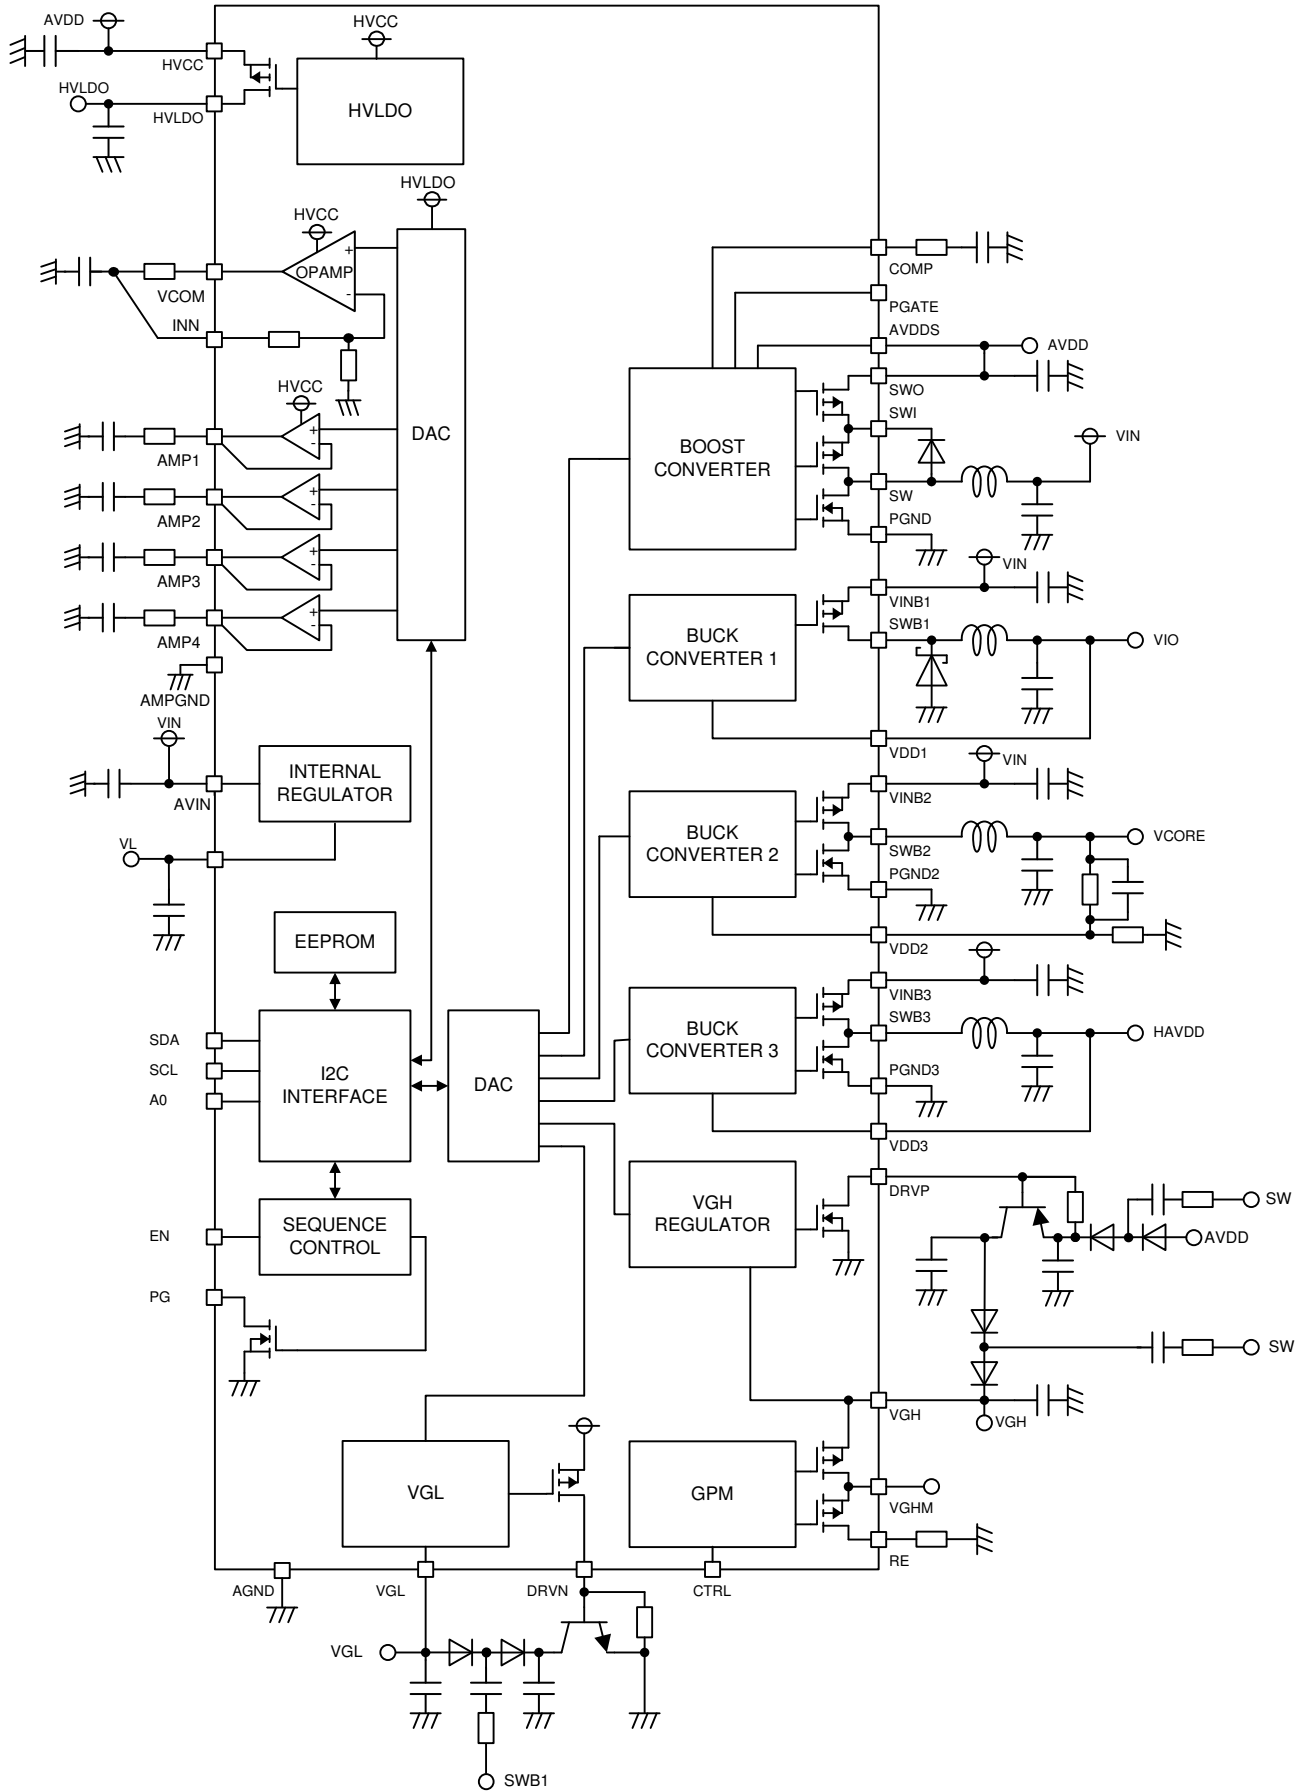 AVDD
HVCC
HVCC
HVLDO
HVLDO
HVLDO
HVLDO
HVCC
OPAMP
+
-
VCOM
INN
DAC
HVCC
+
-
AMP1
+
-
AMP2
+
-
AMP3
+
-
AMP4
AMPGND
VIN
INTERNAL
REGULATOR
AVIN
VL
EEPROM
SDA
SCL
A0
I2C
INTERFACE
DAC
EN
SEQUENCE
CONTROL
PG
COMP
PGATE
AVDDS
AVDD
SWO
SWI
BOOST
CONVERTER
VIN
SW
PGND
VIN
VINB1
SWB1
BUCK
CONVERTER 1
VIO
VDD1
VIN
VINB2
BUCK
CONVERTER 2
SWB2
VCORE
PGND2
VDD2
VINB3
SWB3
BUCK
CONVERTER 3
HAVDD
PGND3
VDD3
DRVP
VGH
REGULATOR
SW
AVDD
SW
VGH
VGH
VGL
GPM
VGHM
RE
AGND
VGL
DRVN
CTRL
VGL
SWB1